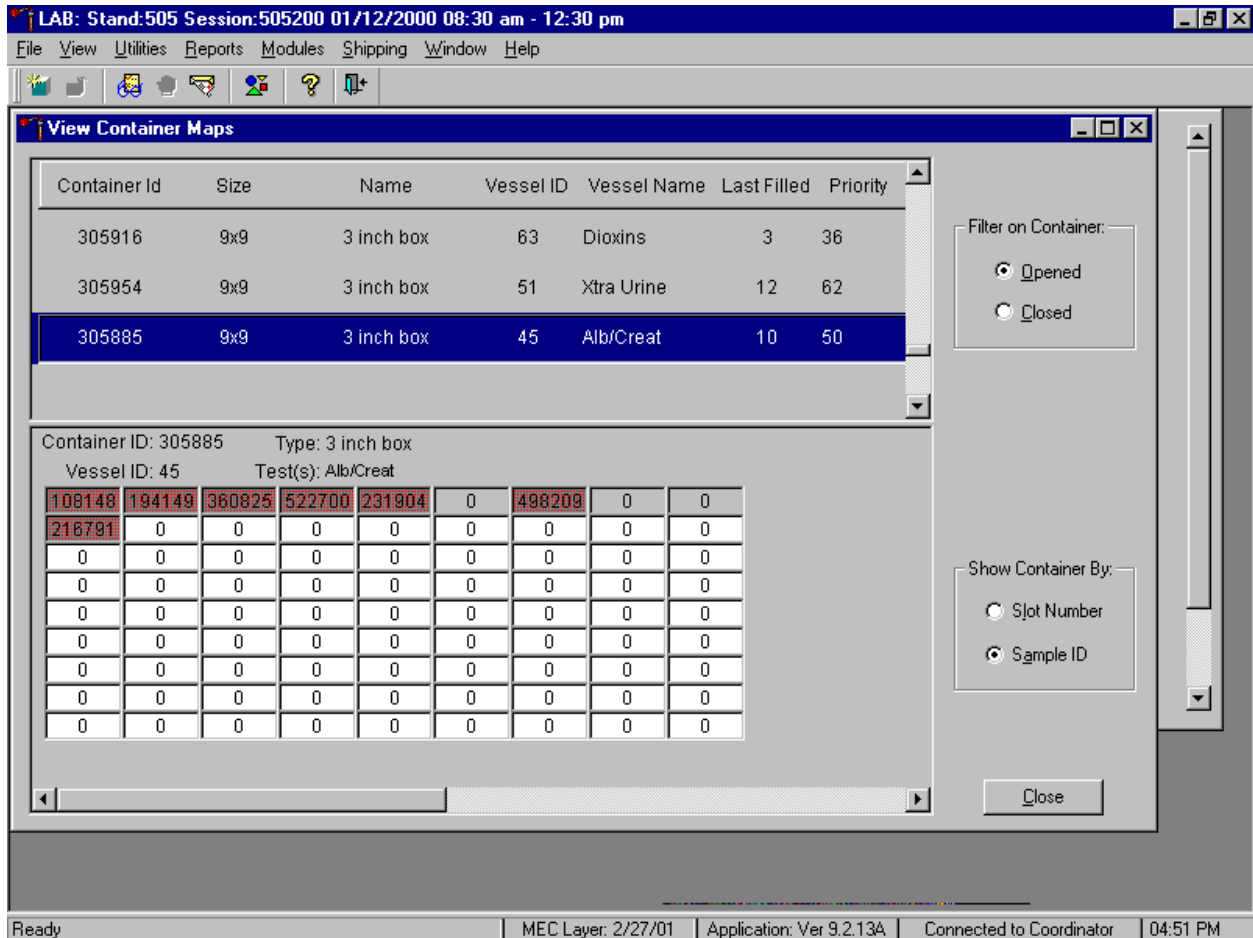 LAB: Stand:505 Session:505200 01/12/2000 08:30 am - 12:30 pm
File View Utilities Reports Modules Shipping Window Help
View Container Maps
Container Id Size Name Vessel ID Vessel Name Last Filled Priority
305916 9x9 3 inch box 63 Dioxins 3 36
305954 9x9 3 inch box 51 Xtra Urine 12 62
305885 9x9 3 inch box 45 Alb/Creat 10 50
Filter on Container:
Opened
Closed
Container ID: 305885 Type: 3 inch box
Vessel ID: 45 Test(s): Alb/Creat
108148 194149 360825 522700 231904 0 498209 0 0
216791 0 0 0 0 0 0 0 0
0 0 0 0 0 0 0 0 0
0 0 0 0 0 0 0 0 0
0 0 0 0 0 0 0 0 0
0 0 0 0 0 0 0 0 0
0 0 0 0 0 0 0 0 0
0 0 0 0 0 0 0 0 0
0 0 0 0 0 0 0 0 0
Show Container By:
Slot Number
Sample ID
Close
Ready MEC Layer: 2/27/01 Application: Ver 9.2.13A Connected to Coordinator 04:51 PM